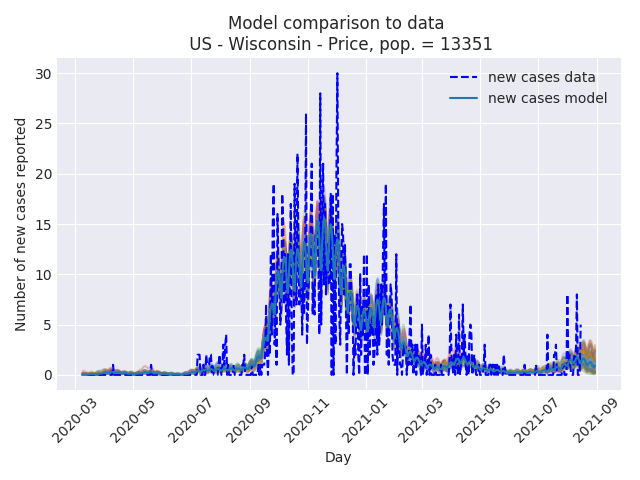 Model comparison to data
US - Wisconsin - Price, pop. = 13351
new cases data
new cases model
Number of new cases reported
30
25
20
15
10
5
0
2020-03
2020-05
2020-07
2020-09
2020-11
2021-01
2021-03
2021-05
2021-07
2021-09
Day